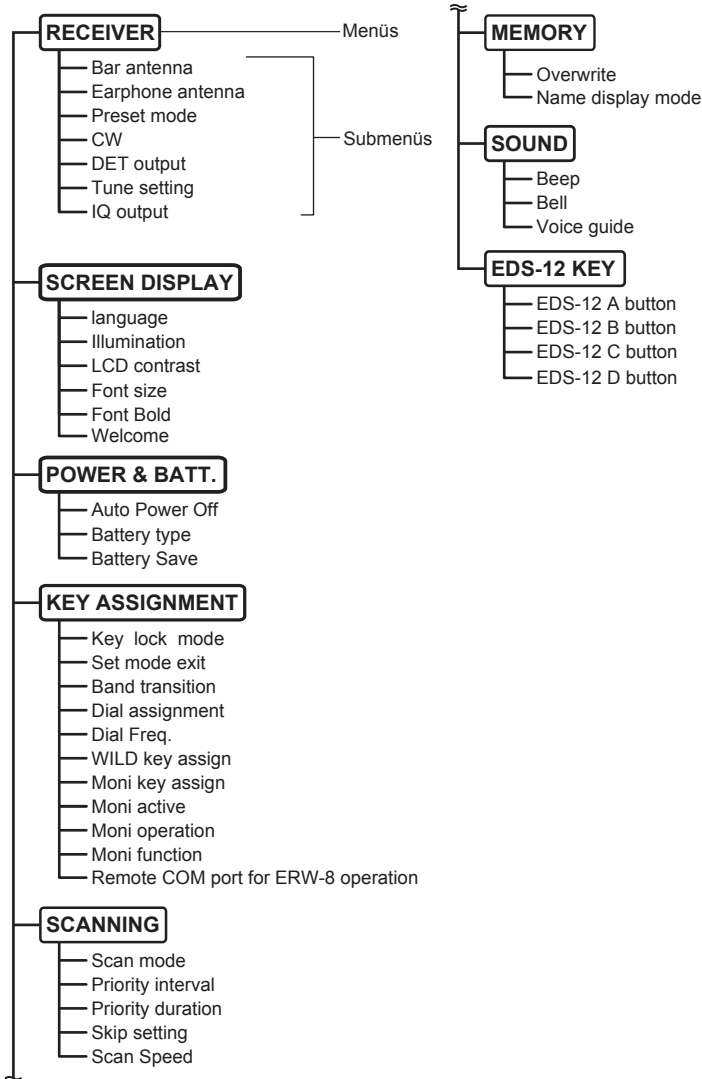 RECEIVER
Menüs
Bar antenna
Earphone antenna
Preset mode
CW
Submenüs
DET output
Tune setting
IQ output
SCREEN DISPLAY
language
Illumination
LCD contrast
Font size
Font Bold
Welcome
POWER & BATT.
Auto Power Off
Battery type
Battery Save
KEY ASSIGNMENT
Key lock mode
Set mode exit
Band transition
Dial assignment
Dial Freq.
WILD key assign
Moni key assign
Moni active
Moni operation
Moni function
Remote COM port for ERW-8 operation
SCANNING
Scan mode
Priority interval
Priority duration
Skip setting
Scan Speed
MEMORY
Overwrite
Name display mode
SOUND
Beep
Bell
Voice guide
EDS-12 KEY
EDS-12 A button
EDS-12 B button
EDS-12 C button
EDS-12 D button